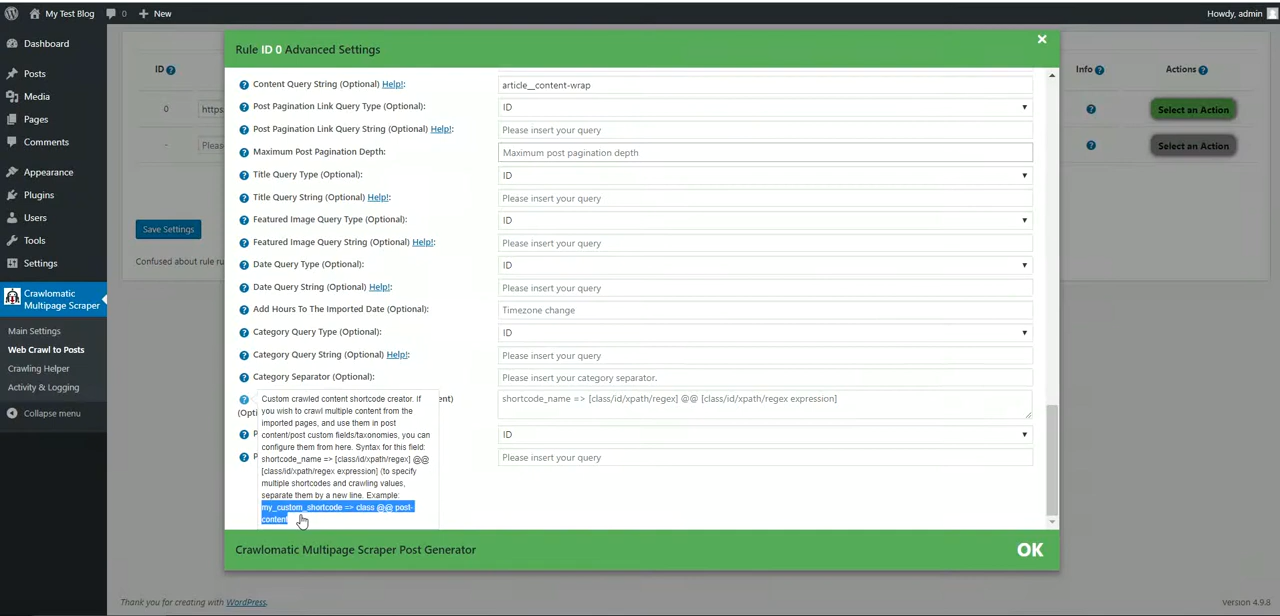 My Test Blog
0
New
Howdy, admin
Dashboard
Posts
Media
Pages
Comments
Appearance
Plugins
Users
Tools
Settings
Crawlomatic
Multipage Scraper
Main Settings
Web Crawl to Posts
Crawling Helper
Activity & Logging
Collapse menu
ID
0
https
-
Pleas
Save Settings
Confused about rule ru
Info
Actions
Select an Action
Select an Action
Rule ID 0 Advanced Settings
Content Query String (Optional) Help!:
article__content-wrap
Post Pagination Link Query Type (Optional):
ID
Post Pagination Link Query String (Optional) Help!:
Please insert your query
Maximum Post Pagination Depth:
Maximum post pagination depth
Title Query Type (Optional):
ID
Title Query String (Optional) Help!:
Please insert your query
Featured Image Query Type (Optional):
ID
Featured Image Query String (Optional) Help!:
Please insert your query
Date Query Type (Optional):
ID
Date Query String (Optional) Help!:
Please insert your query
Add Hours To The Imported Date (Optional):
Timezone change
Category Query Type (Optional):
ID
Category Query String (Optional) Help!:
Please insert your query
Category Separator (Optional):
Please insert your category separator.
ent)
(Opti
shortcode_name => [class/id/xpath/regex] @@ [class/id/xpath/regex expression]
P
ID
P
Please insert your query
Custom crawled content shortcode creator. If
you wish to crawl multiple content from the
imported pages, and use them in post
content/post custom fields/taxonomies, you can
configure them from here. Syntax for this field:
shortcode_name => [class/id/xpath/regex] @@
[class/id/xpath/regex expression] (to specify
multiple shortcodes and crawling values,
separate them by a new line. Example:
my_custom_shortcode => class @@ post-
content
Crawlomatic Multipage Scraper Post Generator
OK
Thank you for creating with WordPress.
Version 4.9.8